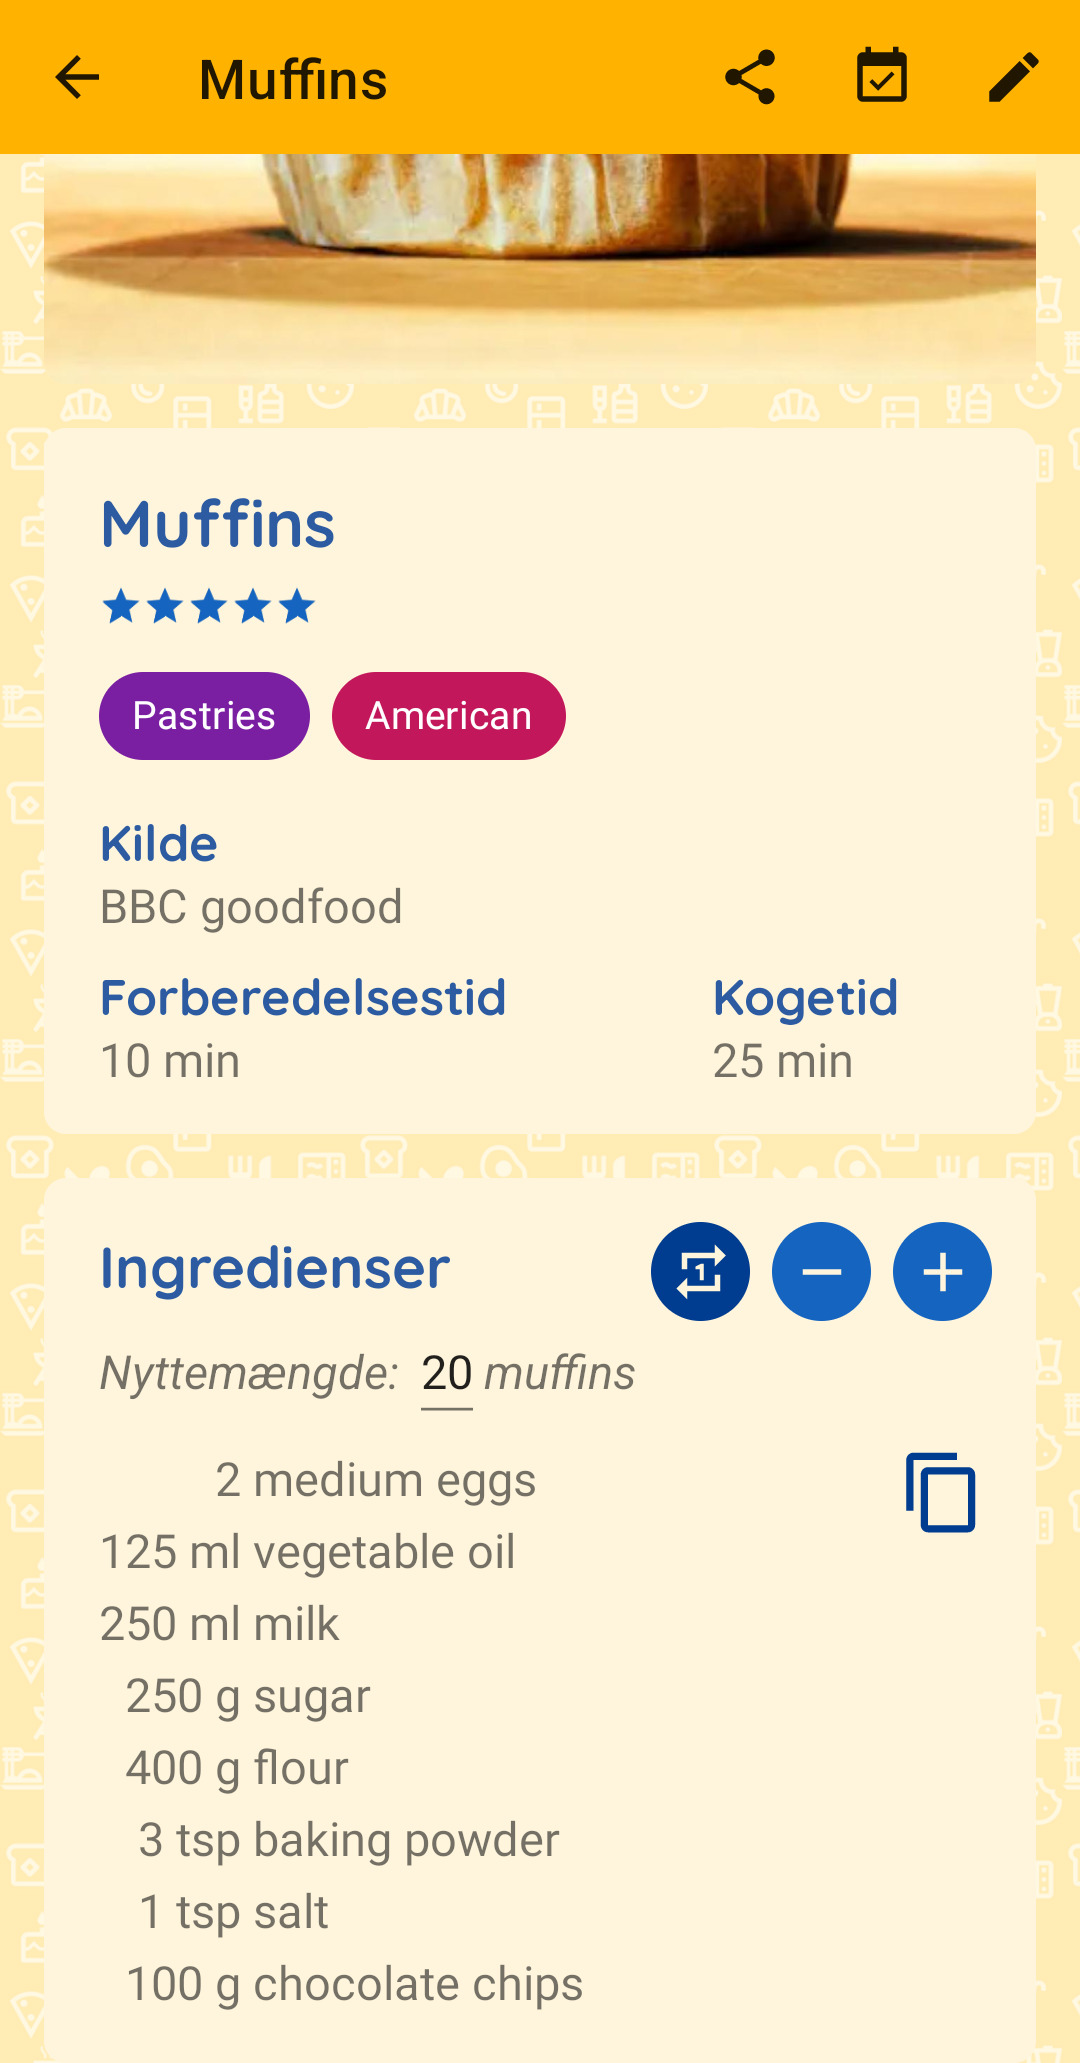 Muffins
Muffins
Pastries American
Kilde
BBC goodfood
Forberedelsestid Kogetid
10 min 25 min
Ingredienser 1
Nyttemængde: 20 muffins
2 medium eggs
125 ml vegetable oil
250 ml milk
250 g sugar
400 g flour
3 tsp baking powder
1 tsp salt
100 g chocolate chips